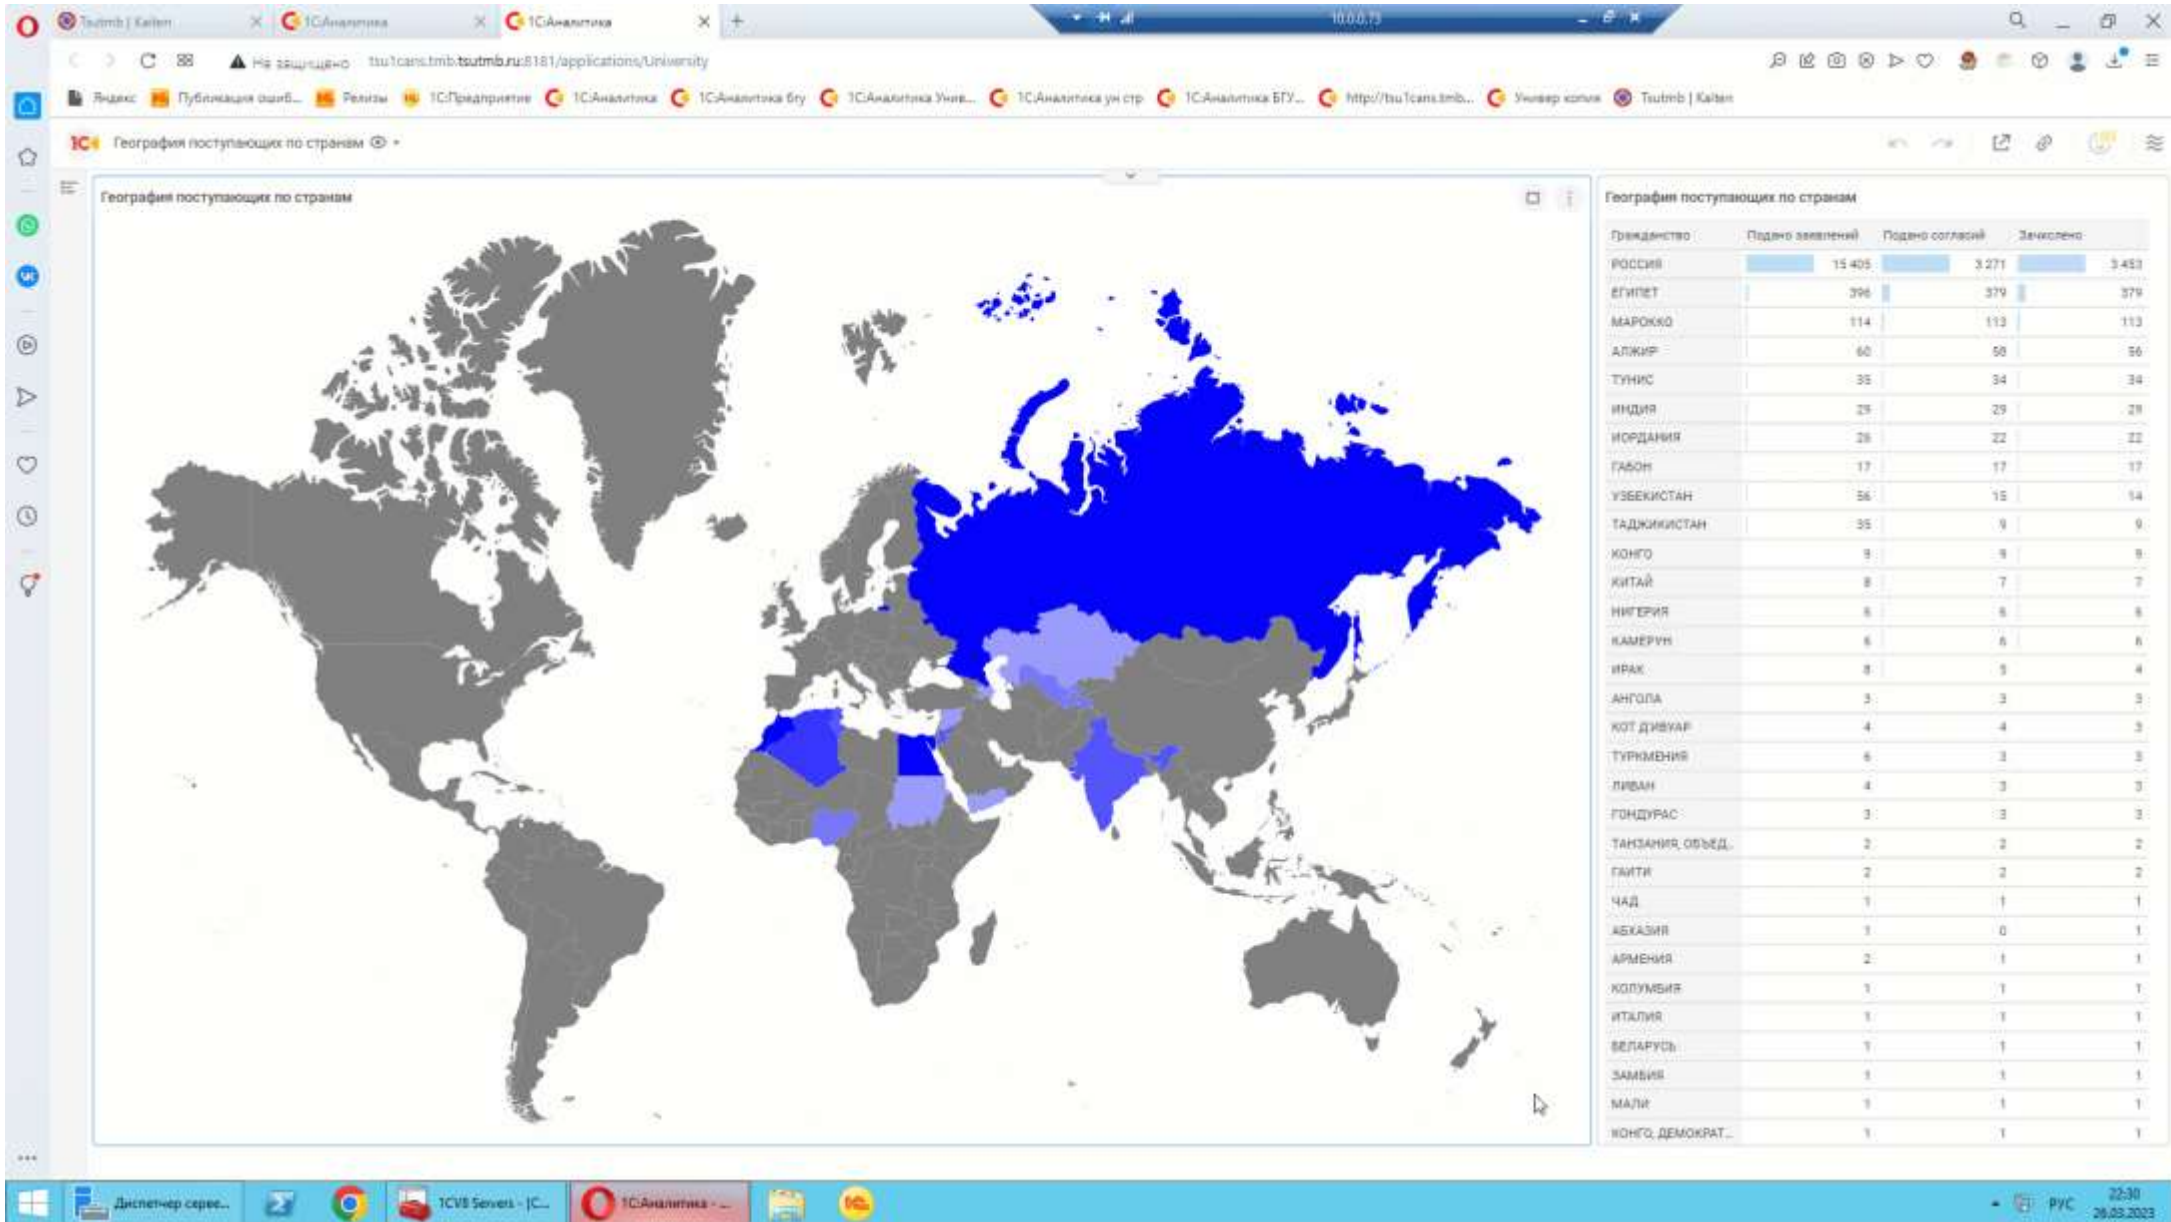 Tsutmb | Kaiten
1С:Аналитика
1С:Аналитика
10.0.0.73
Не защищено tsu1cans.tmb.tsutmb.ru:8181/applications/University
Яндекс
Публикация ошиб...
Релизы
1С:Предприятие
1С:Аналитика
1С:Аналитика бгу
1С:Аналитика Унив...
1С:Аналитика ун стр
1С:Аналитика БГУ...
http://tsu1cans.tmb...
Универ копия
Tsutmb | Kaiten
1С География поступающих по странам
География поступающих по странам
География поступающих по странам
Гражданство Подано заявлений Подано согласий Зачислено
РОССИЯ 15 405 3 271 3 453
ЕГИПЕТ 396 379 379
МАРОККО 114 113 113
АЛЖИР 60 58 56
ТУНИС 35 34 34
ИНДИЯ 29 29 29
ИОРДАНИЯ 26 22 22
ГАБОН 17 17 17
УЗБЕКИСТАН 56 15 14
ТАДЖИКИСТАН 35 9 9
КОНГО 9 9 9
КИТАЙ 8 7 7
НИГЕРИЯ 6 6 6
КАМЕРУН 6 6 6
ИРАК 8 5 4
АНГОЛА 3 3 3
КОТ Д'ИВУАР 4 4 3
ТУРКМЕНИЯ 6 3 3
ЛИВАН 4 3 3
ГОНДУРАС 3 3 3
ТАНЗАНИЯ, ОБЪЕД... 2 2 2
ГАИТИ 2 2 2
ЧАД 1 1 1
АБХАЗИЯ 1 0 1
АРМЕНИЯ 2 1 1
КОЛУМБИЯ 1 1 1
ИТАЛИЯ 1 1 1
БЕЛАРУСЬ 1 1 1
ЗАМБИЯ 1 1 1
МАЛИ 1 1 1
КОНГО, ДЕМОКРАТ... 1 1 1
Диспетчер серве...
1CV8 Servers - [C...
1С:Аналитика - ...
РУС
22:30
28.03.2023